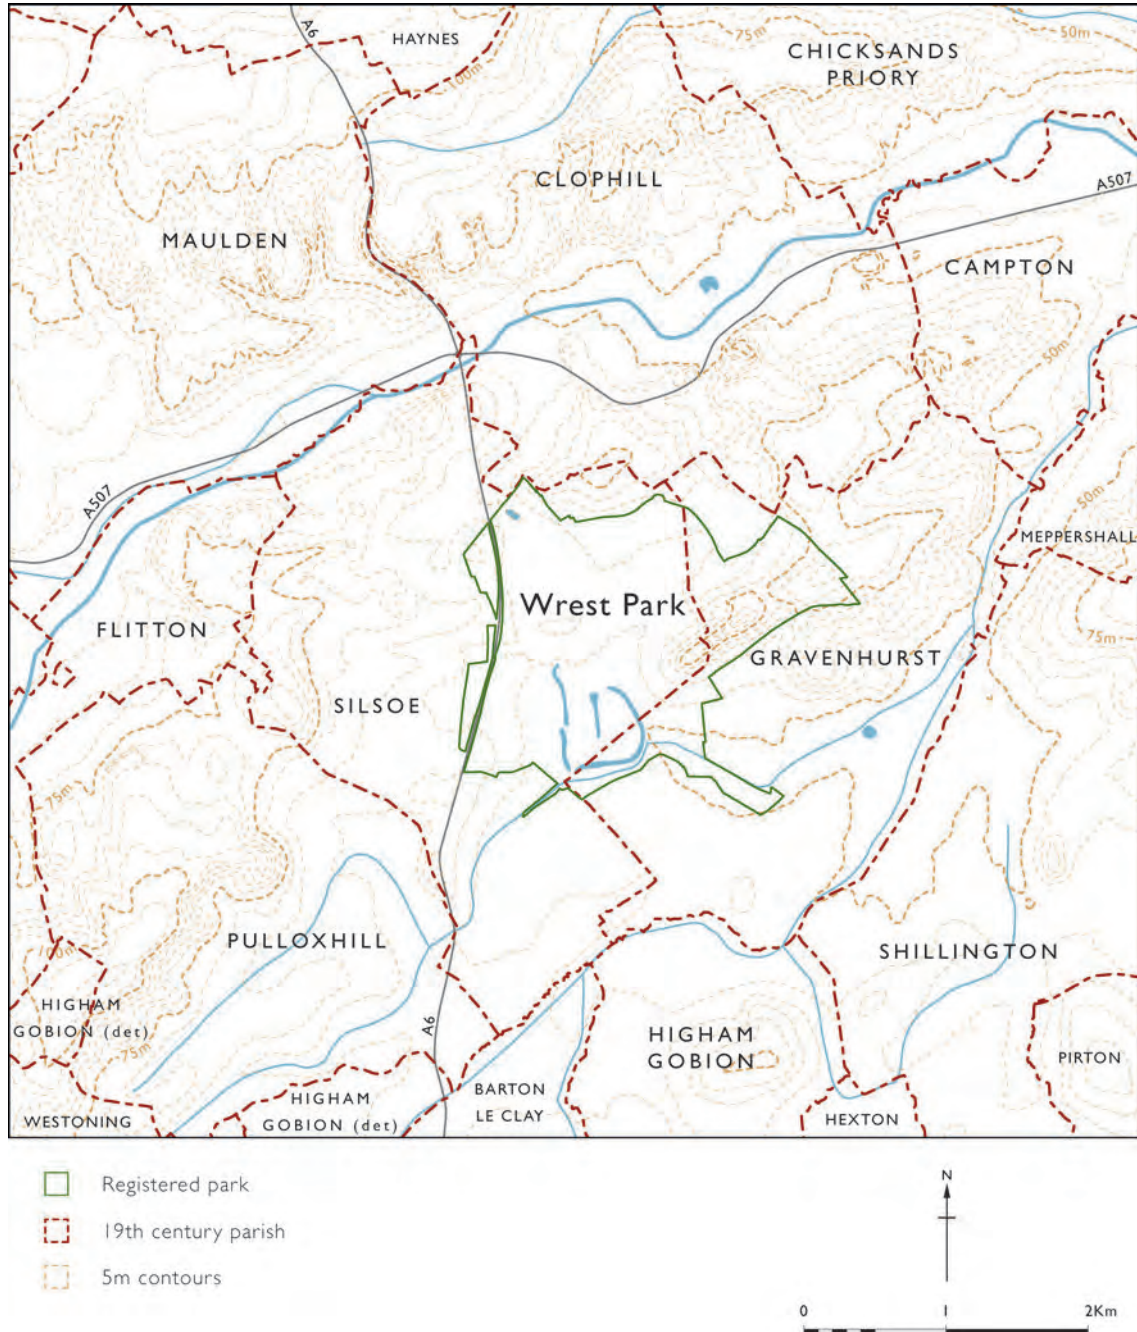 A6
HAYNES
75m
50m
CHICKSANDS
PRIORY
100m
CLOPHILL
A507
MAULDEN
CAMPTON
50m
A507
50m
MEPPERSHALL
Wrest Park
FLITTON
GRAVENHURST
75m
SILSOE
75m
PULLOXHILL
SHILLINGTON
100m
HIGHAM
GOBION (det)
A6
75m
HIGHAM
GOBION
PIRTON
WESTONING
HIGHAM
GOBION (det)
BARTON
LE CLAY
HEXTON
Registered park
19th century parish
5m contours
N
0 1 2Km